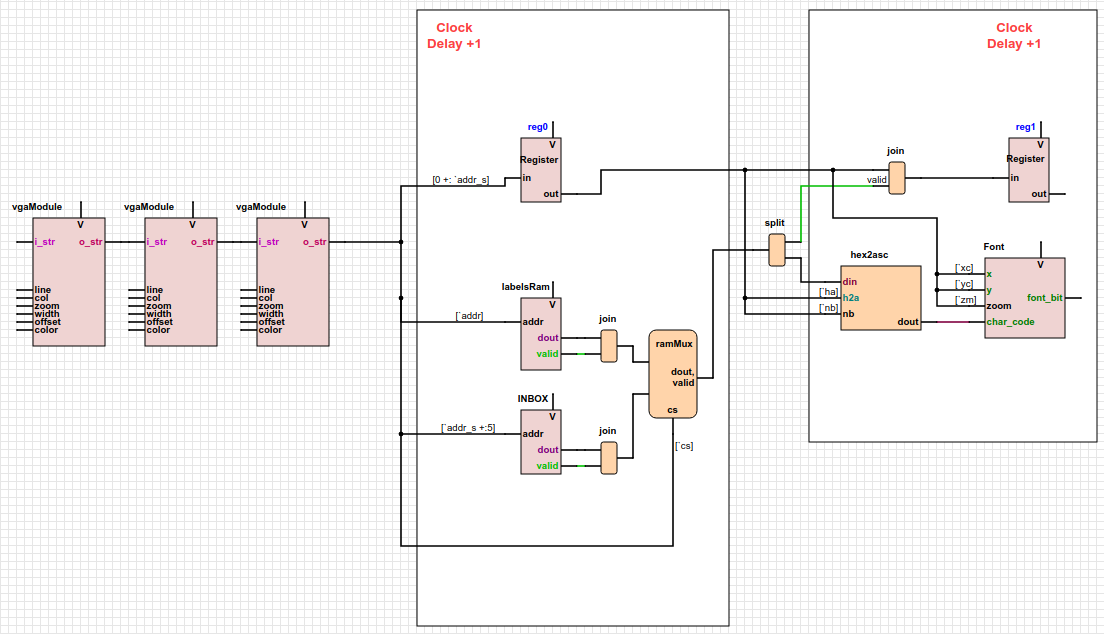 Clock
Delay +1
Clock
Delay +1
reg0
V
Register
in
out
[0 +: `addr_s]
reg1
V
Register
in
out
join
valid
vgaModule
V
i_str
o_str
line
col
zoom
width
offset
color
vgaModule
V
i_str
o_str
line
col
zoom
width
offset
color
vgaModule
V
i_str
o_str
line
col
zoom
width
offset
color
split
hex2asc
din
h2a
nb
dout
[`ha]
[`nb]
Font
V
x
y
zoom
char_code
font_bit
[`xc]
[`yc]
[`zm]
labelsRam
V
addr
dout
valid
[`addr]
join
ramMux
dout,
valid
cs
[`cs]
INBOX
V
addr
dout
valid
[`addr_s +:5]
join